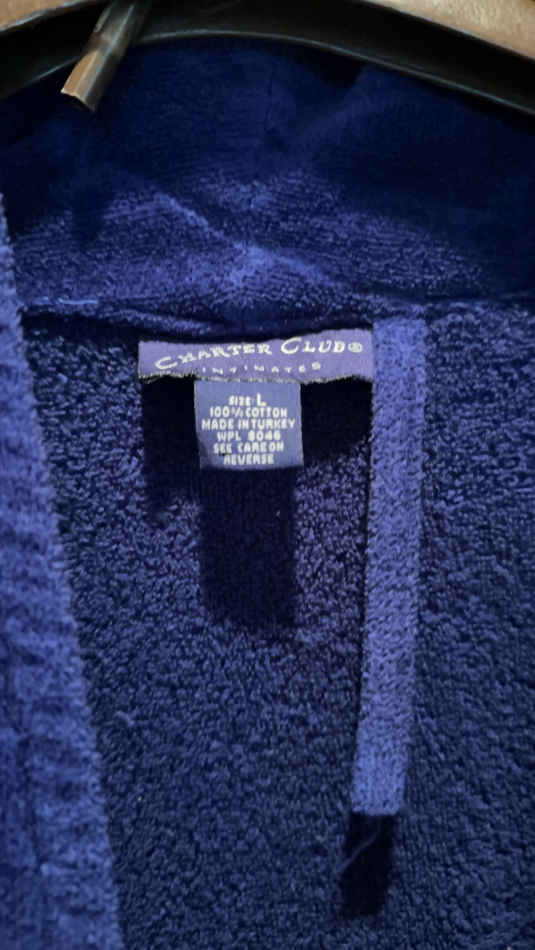 CHARTER CLUB®
INTIMATES
SIZE L
100% COTTON
MADE IN TURKEY
WPL 8046
SEE CARE ON
REVERSE